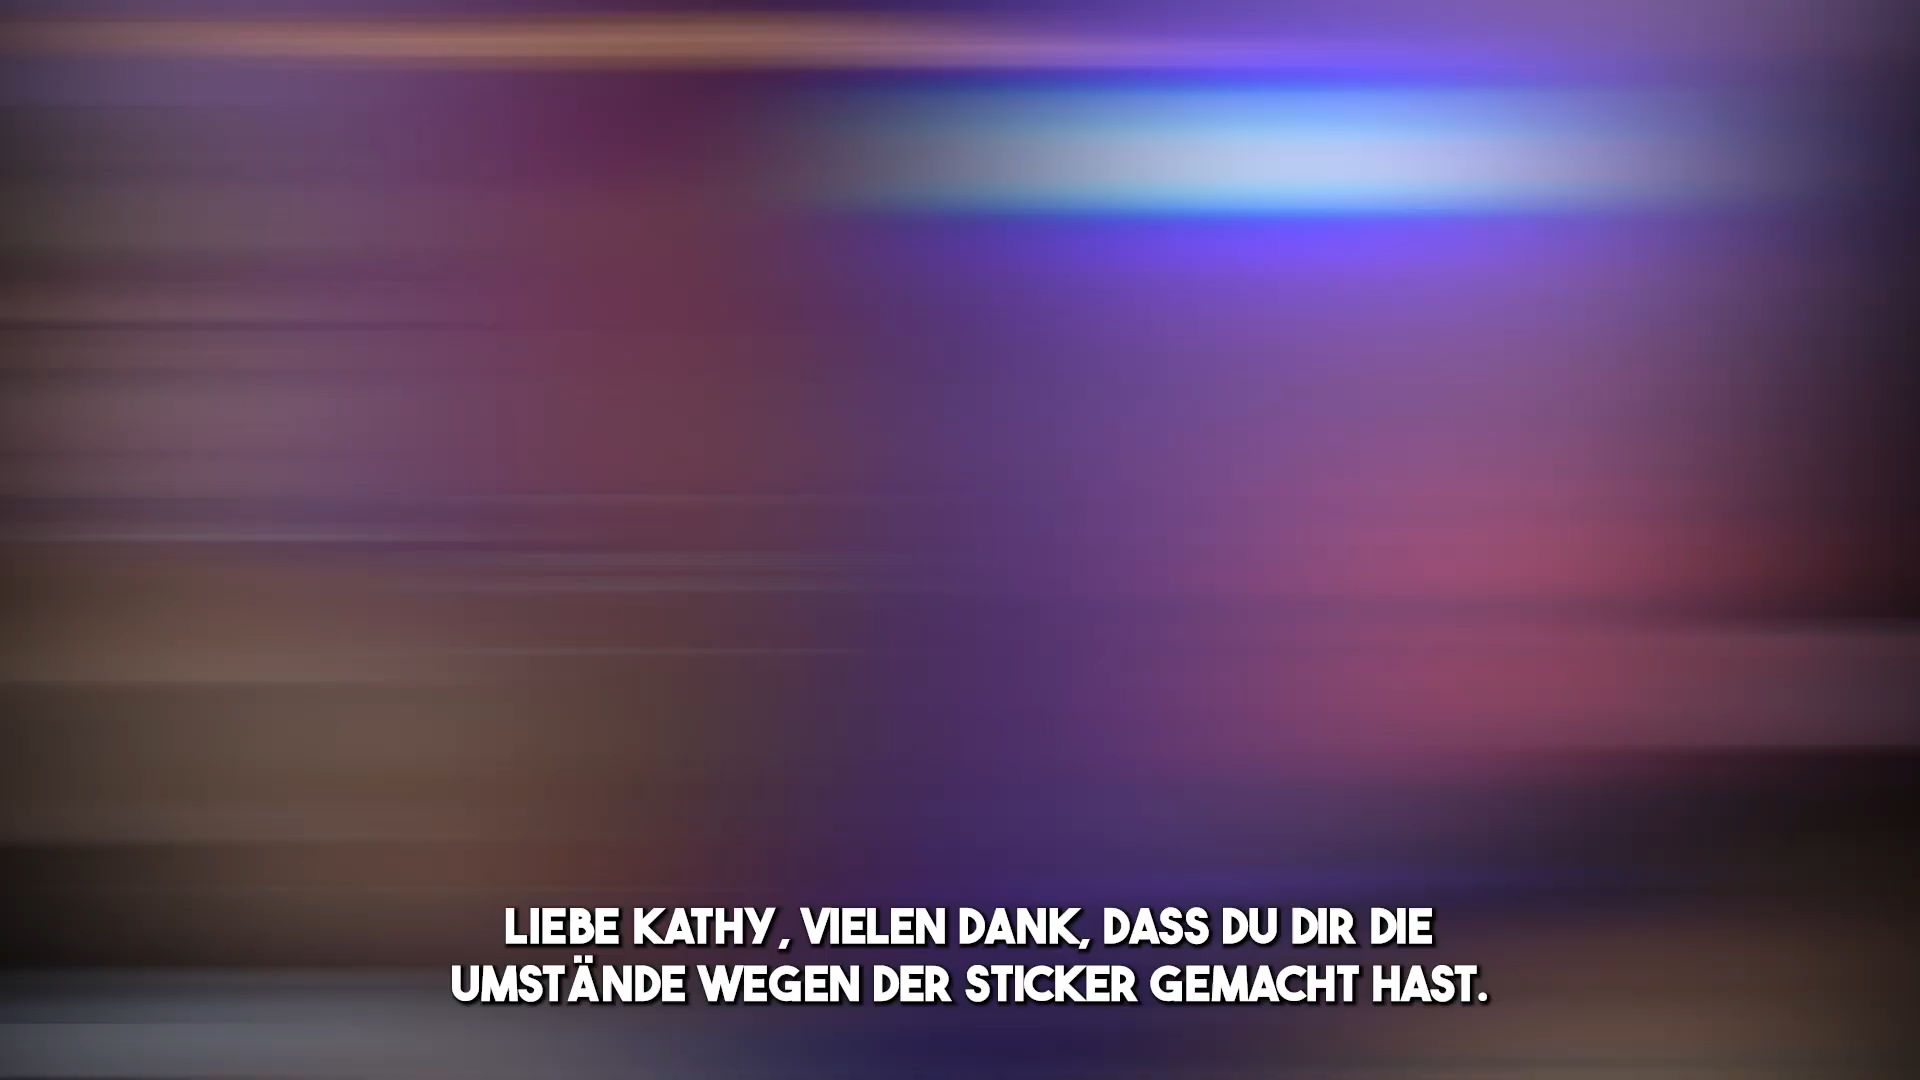 LIEBE KATHY, VIELEN DANK, DASS DU DIR DIE
UMSTÄNDE WEGEN DER STICKER GEMACHT HAST.